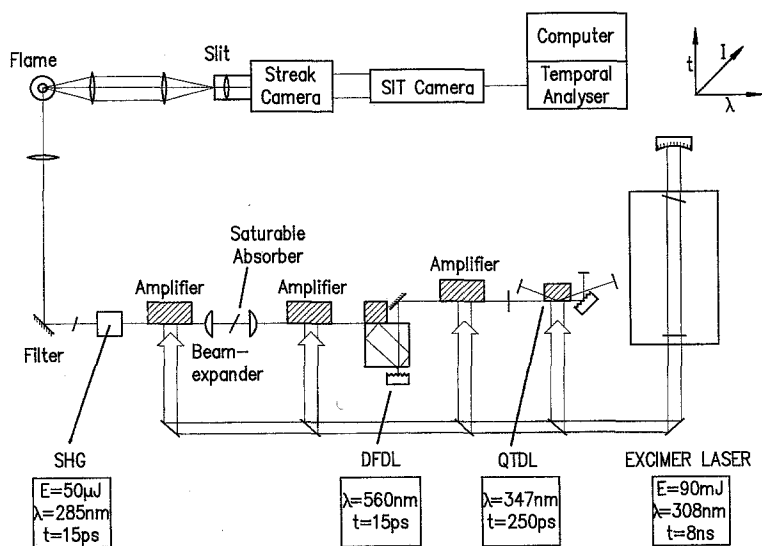 Flame
Slit
Streak
Camera
SIT Camera
Computer
Temporal
Analyser
t
I
λ
Saturable
Absorber
Amplifier
Amplifier
Amplifier
Filter
Beam-
expander
SHG
DFDL
QTDL
EXCIMER LASER
E=50μJ
λ=285nm
t=15ps
λ=560nm
t=15ps
λ=347nm
t=250ps
E=90mJ
λ=308nm
t=8ns